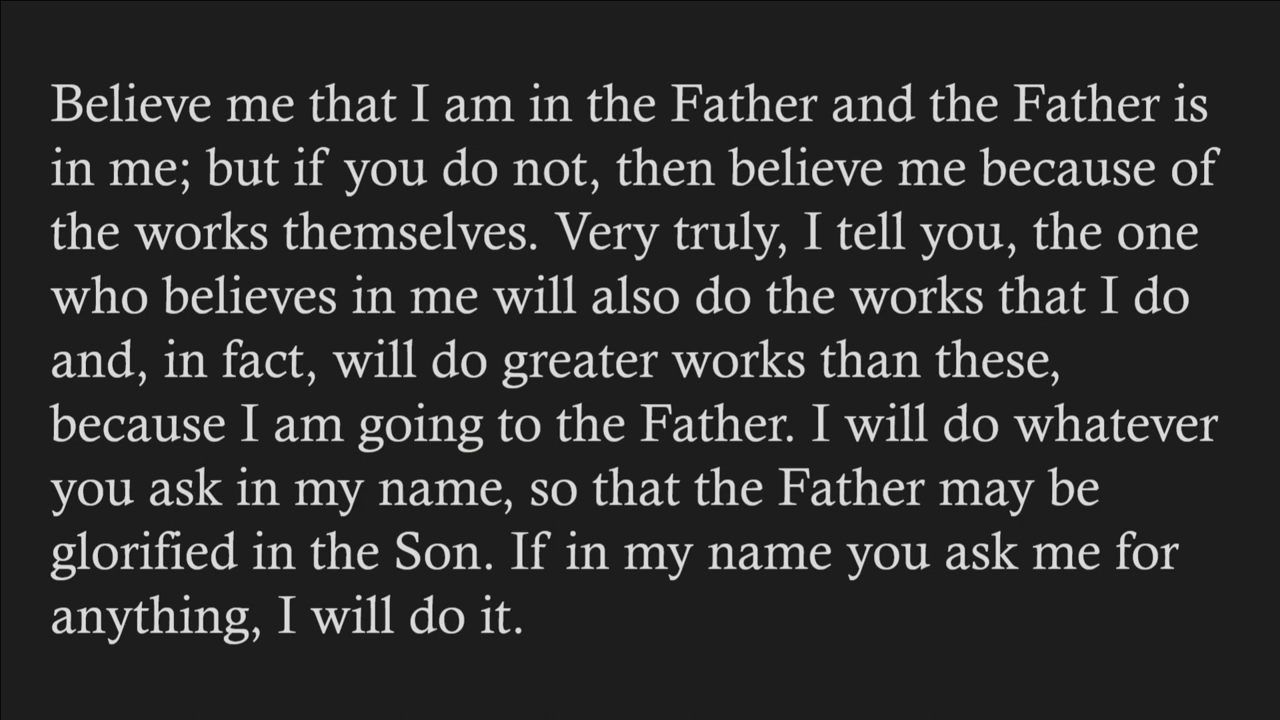 Believe me that I am in the Father and the Father is
in me; but if you do not, then believe me because of
the works themselves. Very truly, I tell you, the one
who believes in me will also do the works that I do
and, in fact, will do greater works than these,
because I am going to the Father. I will do whatever
you ask in my name, so that the Father may be
glorified in the Son. If in my name you ask me for
anything, I will do it.